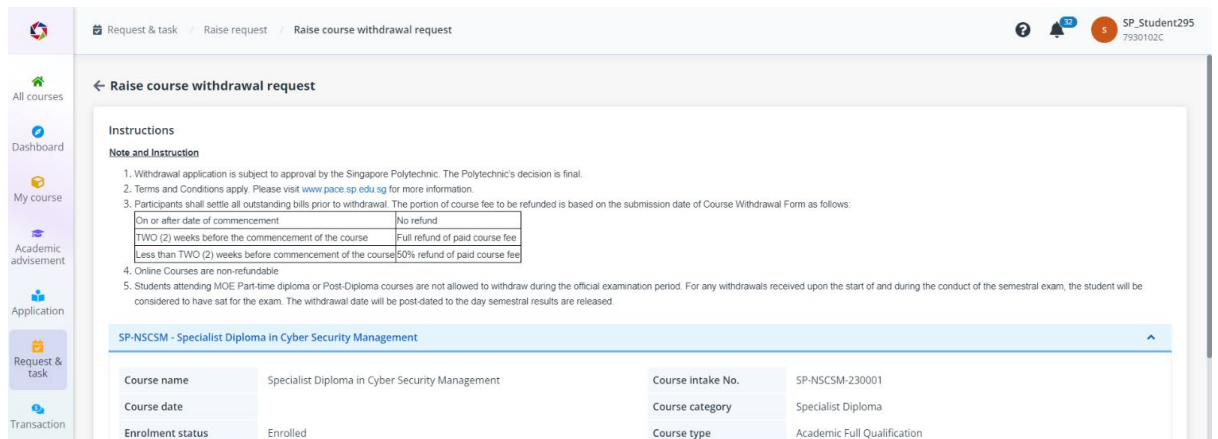 Request & task / Raise request / Raise course withdrawal request
32
S
SP_Student295
7930102C
All courses
Dashboard
My course
Academic
advisement
Application
Request &
task
Transaction
Raise course withdrawal request
Instructions
Note and Instruction
1. Withdrawal application is subject to approval by the Singapore Polytechnic. The Polytechnic's decision is final.
2. Terms and Conditions apply. Please visit www.pace.sp.edu.sg for more information.
3. Participants shall settle all outstanding bills prior to withdrawal. The portion of course fee to be refunded is based on the submission date of Course Withdrawal Form as follows:
On or after date of commencement No refund
TWO (2) weeks before the commencement of the course Full refund of paid course fee
Less than TWO (2) weeks before commencement of the course 50% refund of paid course fee
4. Online Courses are non-refundable
5. Students attending MOE Part-time diploma or Post-Diploma courses are not allowed to withdraw during the official examination period. For any withdrawals received upon the start of and during the conduct of the semestral exam, the student will be
considered to have sat for the exam. The withdrawal date will be post-dated to the day semestral results are released.
SP-NSCSM - Specialist Diploma in Cyber Security Management
Course name Specialist Diploma in Cyber Security Management Course intake No. SP-NSCSM-230001
Course date Course category Specialist Diploma
Enrolment status Enrolled Course type Academic Full Qualification